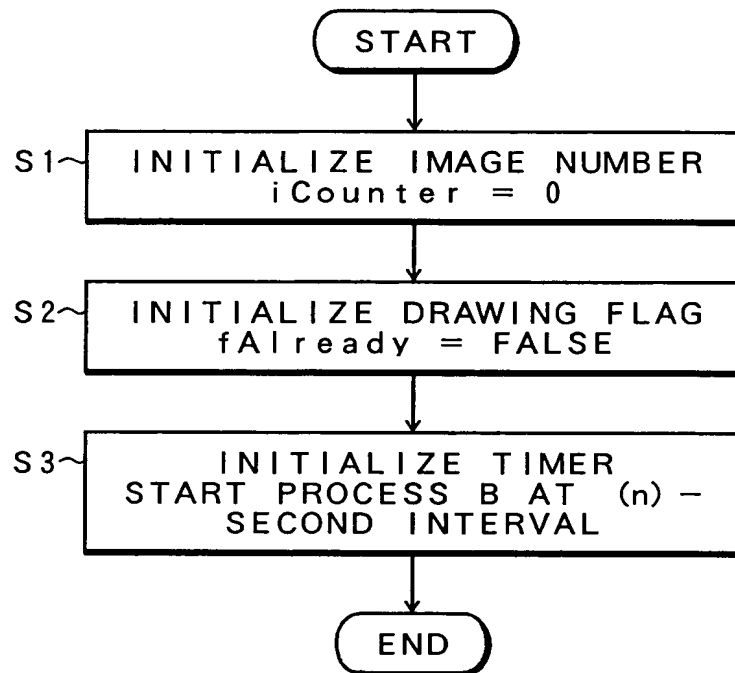 START
S1~ INITIALIZE IMAGE NUMBER
iCounter = 0
S2~ INITIALIZE DRAWING FLAG
fAlready = FALSE
S3~ INITIALIZE TIMER
START PROCESS B AT (n)-
SECOND INTERVAL
END